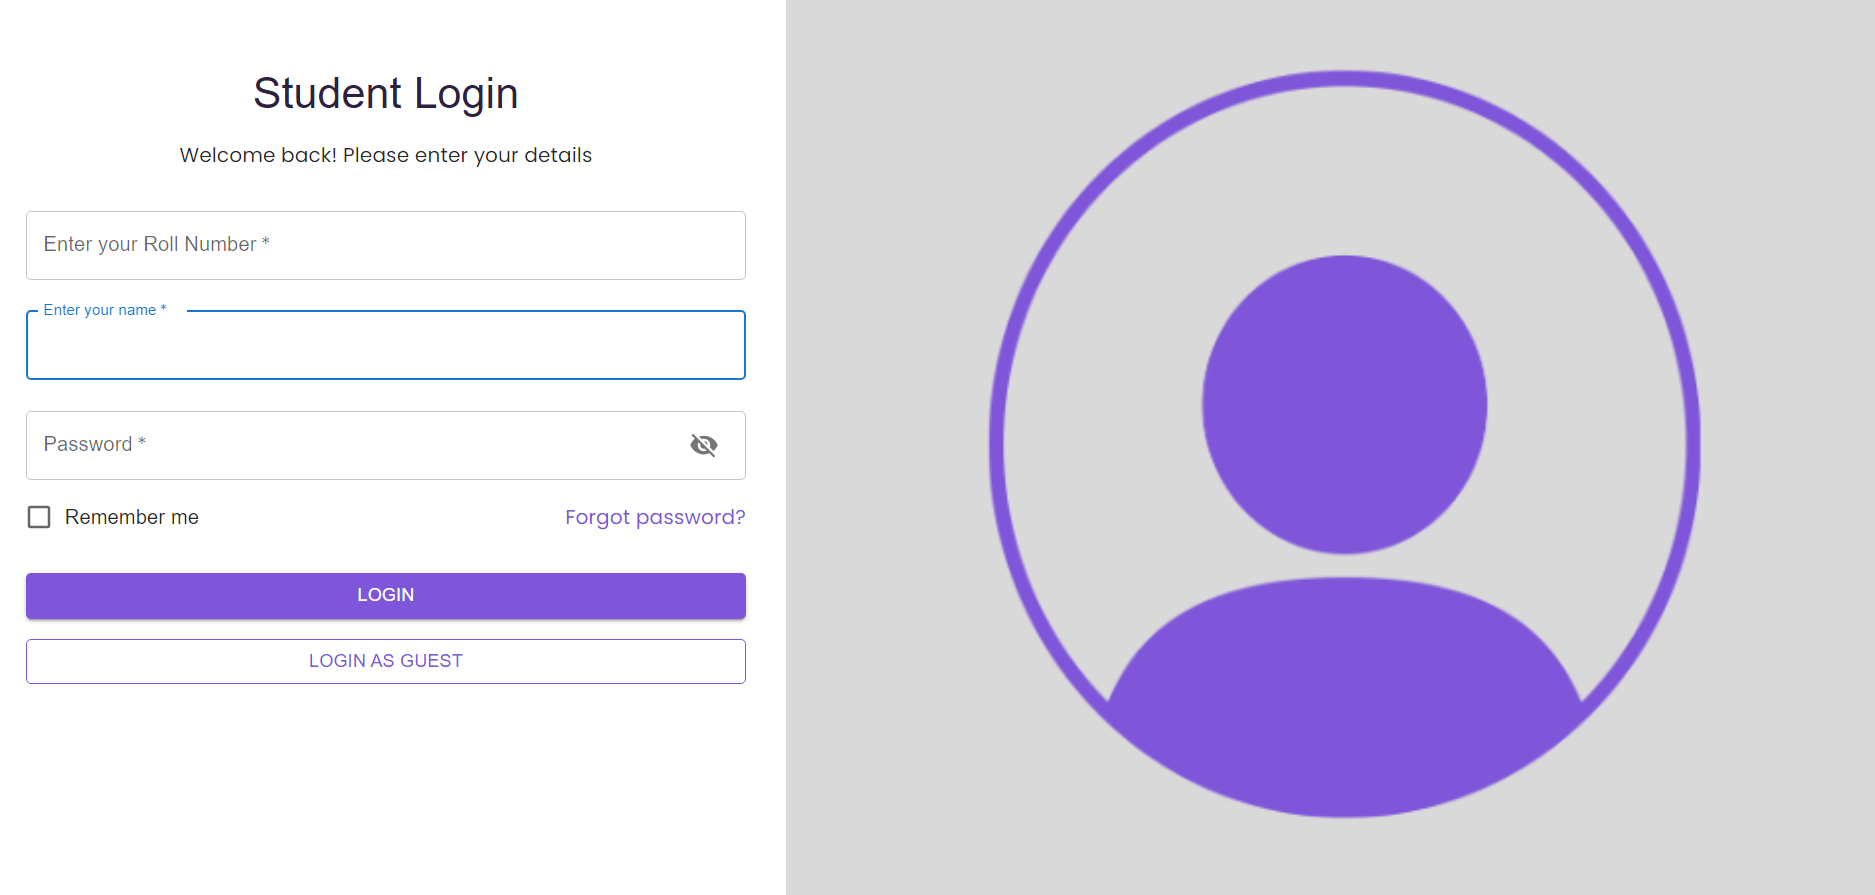 Student Login
Welcome back! Please enter your details
Enter your Roll Number *
Enter your name *
Password *
Remember me
Forgot password?
LOGIN
LOGIN AS GUEST